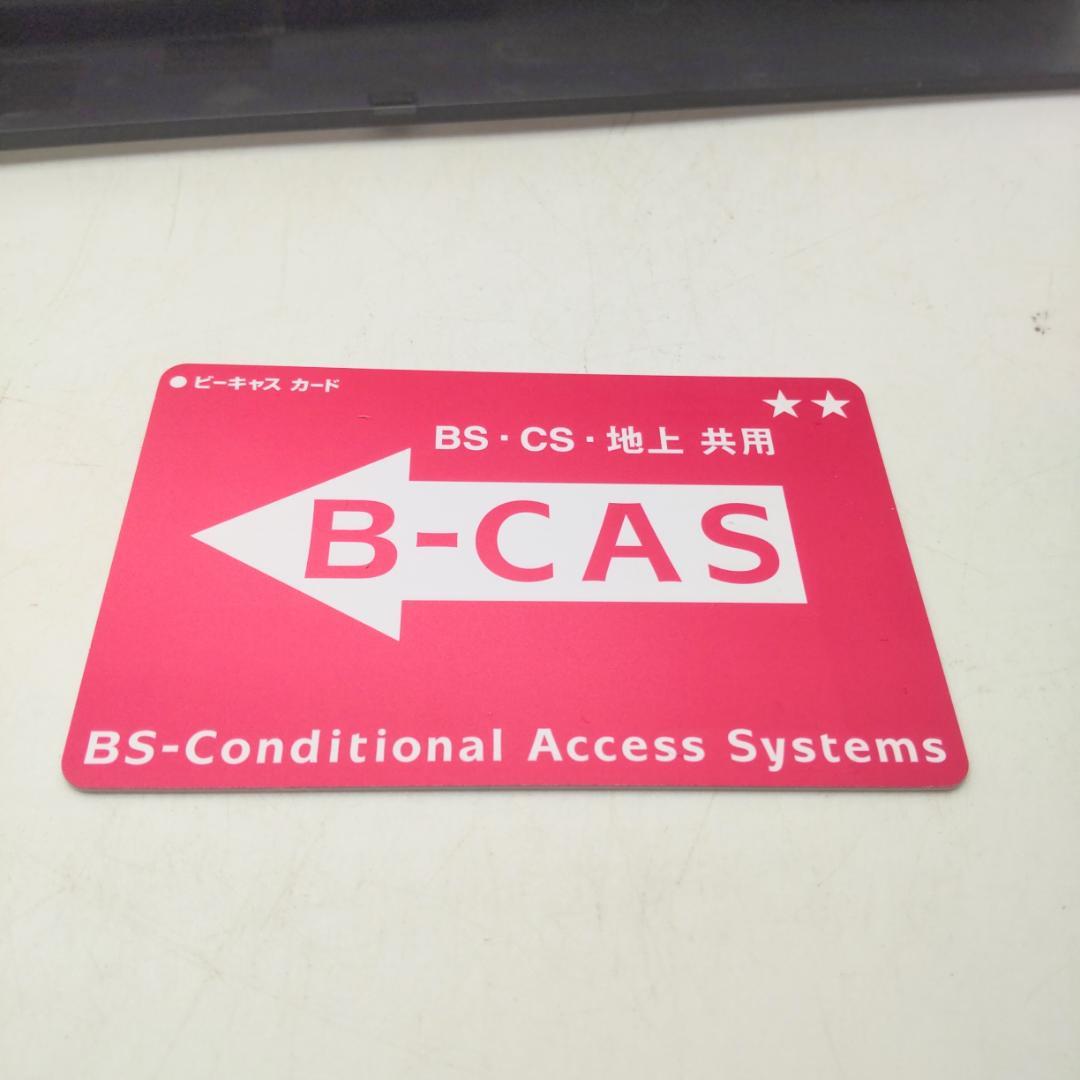 ● ビーキャス カード
★★
BS・CS・地上 共用
B-CAS
BS-Conditional Access Systems